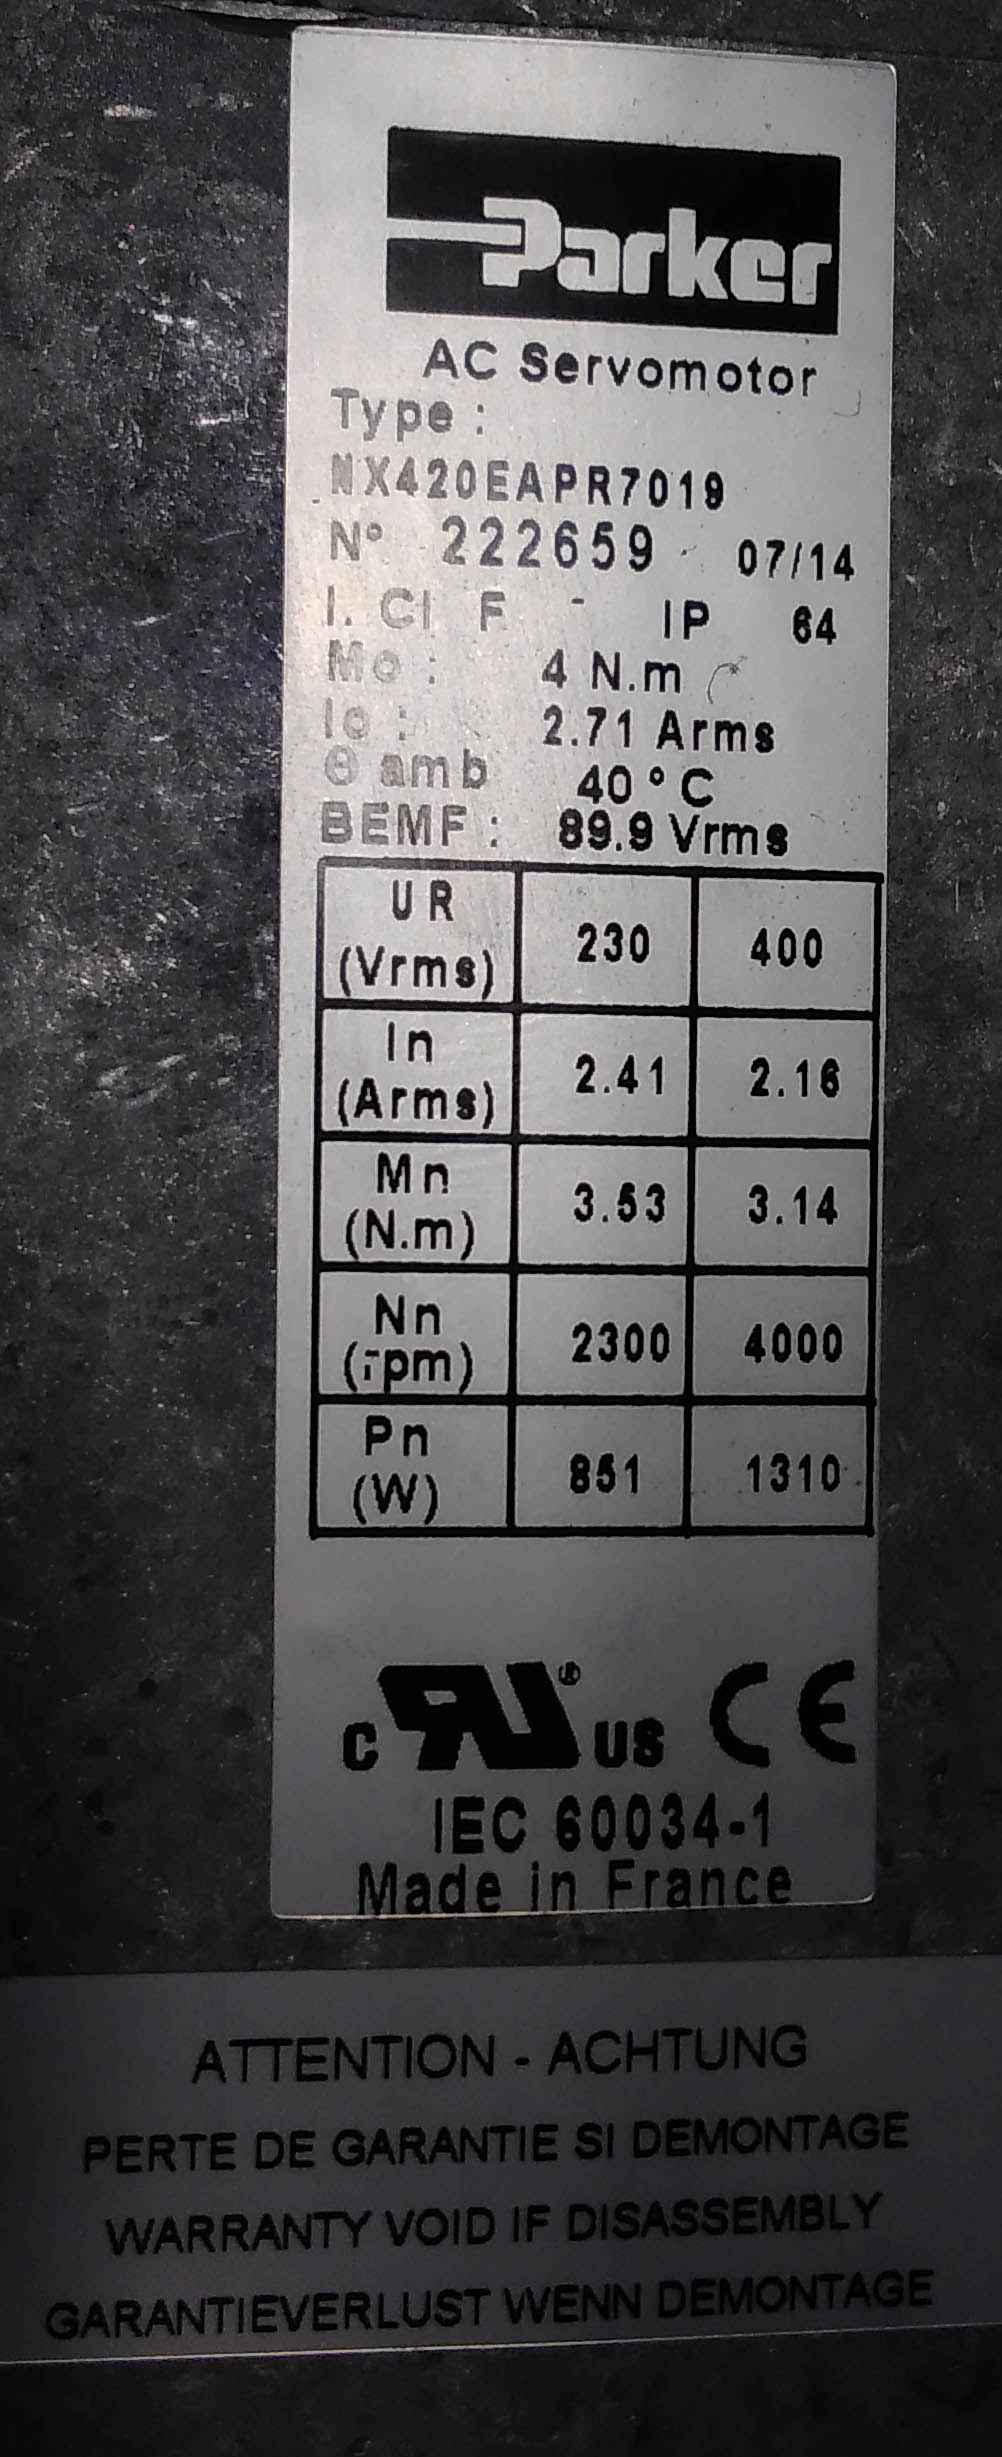 Parker
AC Servomotor
Type :
NX420EAPR7019
N° 222659 07/14
I. Cl F - IP 64
Mo : 4 N.m
Io : 2.71 Arms
Θ amb 40 °C
BEMF : 89.9 Vrms
UR (Vrms) 230 400
In (Arms) 2.41 2.16
Mn (N.m) 3.53 3.14
Nn (rpm) 2300 4000
Pn (W) 851 1310
c RU ® US CE
IEC 60034-1
Made in France
ATTENTION - ACHTUNG
PERTE DE GARANTIE SI DEMONTAGE
WARRANTY VOID IF DISASSEMBLY
GARANTIEVERLUST WENN DEMONTAGE